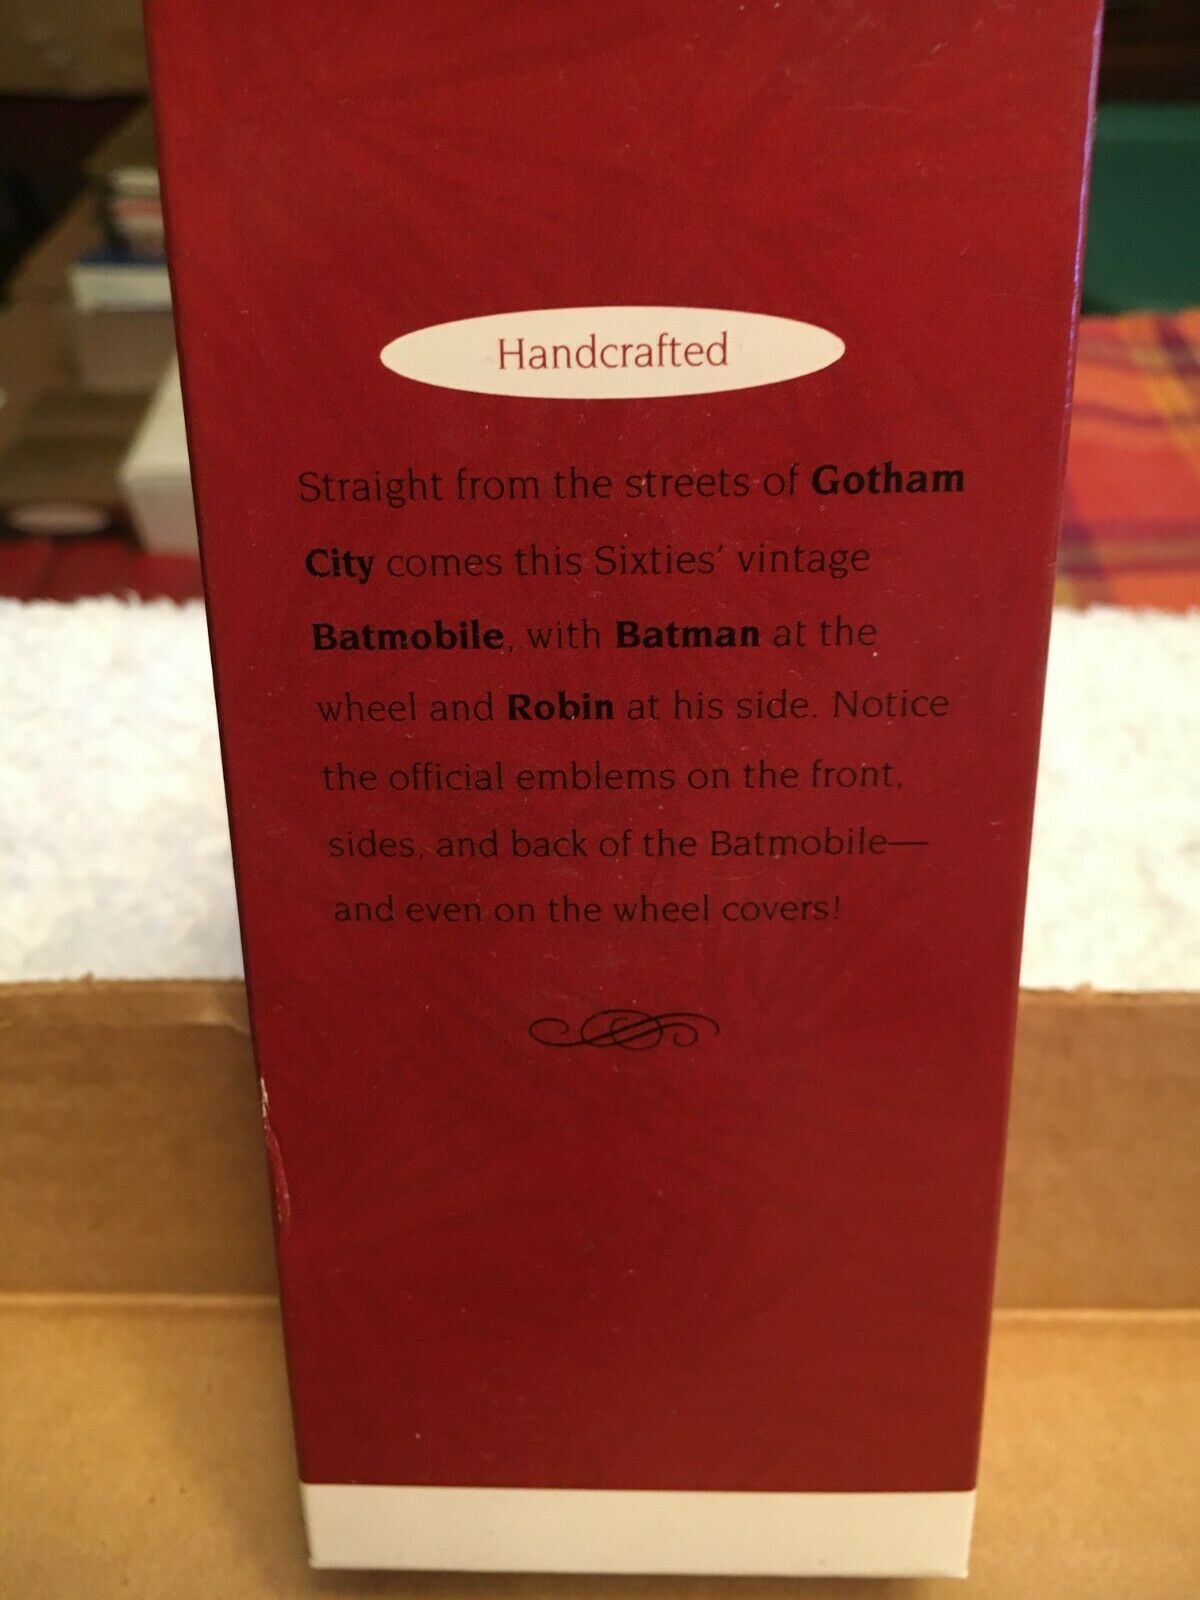 Handcrafted
Straight from the streets of Gotham
City comes this Sixties' vintage
Batmobile, with Batman at the
wheel and Robin at his side. Notice
the official emblems on the front,
sides, and back of the Batmobile—
and even on the wheel covers!